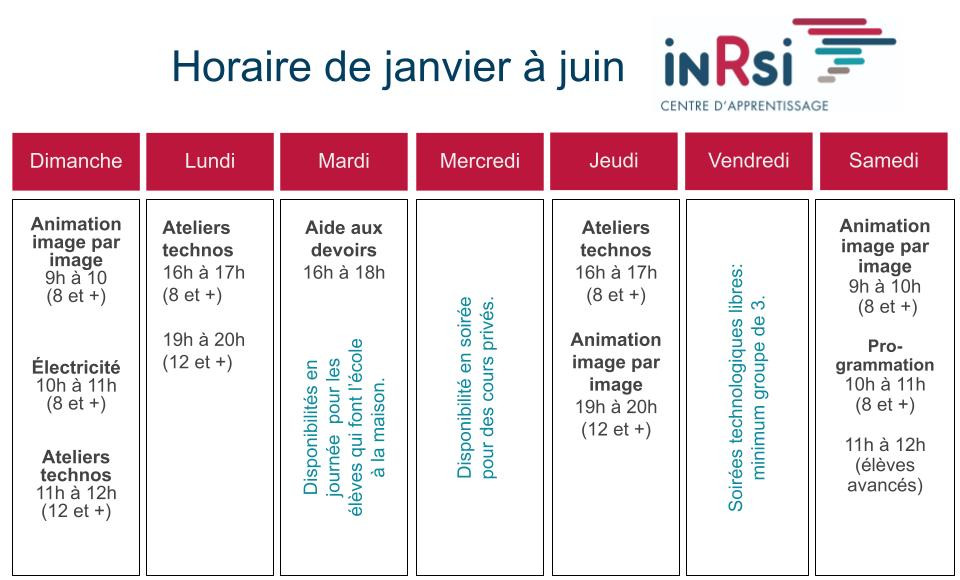 Horaire de janvier à juin
inRsi
CENTRE D'APPRENTISSAGE
Dimanche
Lundi
Mardi
Mercredi
Jeudi
Vendredi
Samedi
Animation
image par
image
9h à 10
(8 et +)
Électricité
10h à 11h
(8 et +)
Ateliers
technos
11h à 12h
(12 et +)
Ateliers
technos
16h à 17h
(8 et +)
19h à 20h
(12 et +)
Aide aux
devoirs
16h à 18h
Disponibilités en
journée pour les
élèves qui font l'école
à la maison.
Disponibilité en soirée
pour des cours privés.
Ateliers
technos
16h à 17h
(8 et +)
Animation
image par
image
19h à 20h
(12 et +)
Soirées technologiques libres:
minimum groupe de 3.
Animation
image par
image
9h à 10h
(8 et +)
Pro-
grammation
10h à 11h
(8 et +)
11h à 12h
(élèves
avancés)